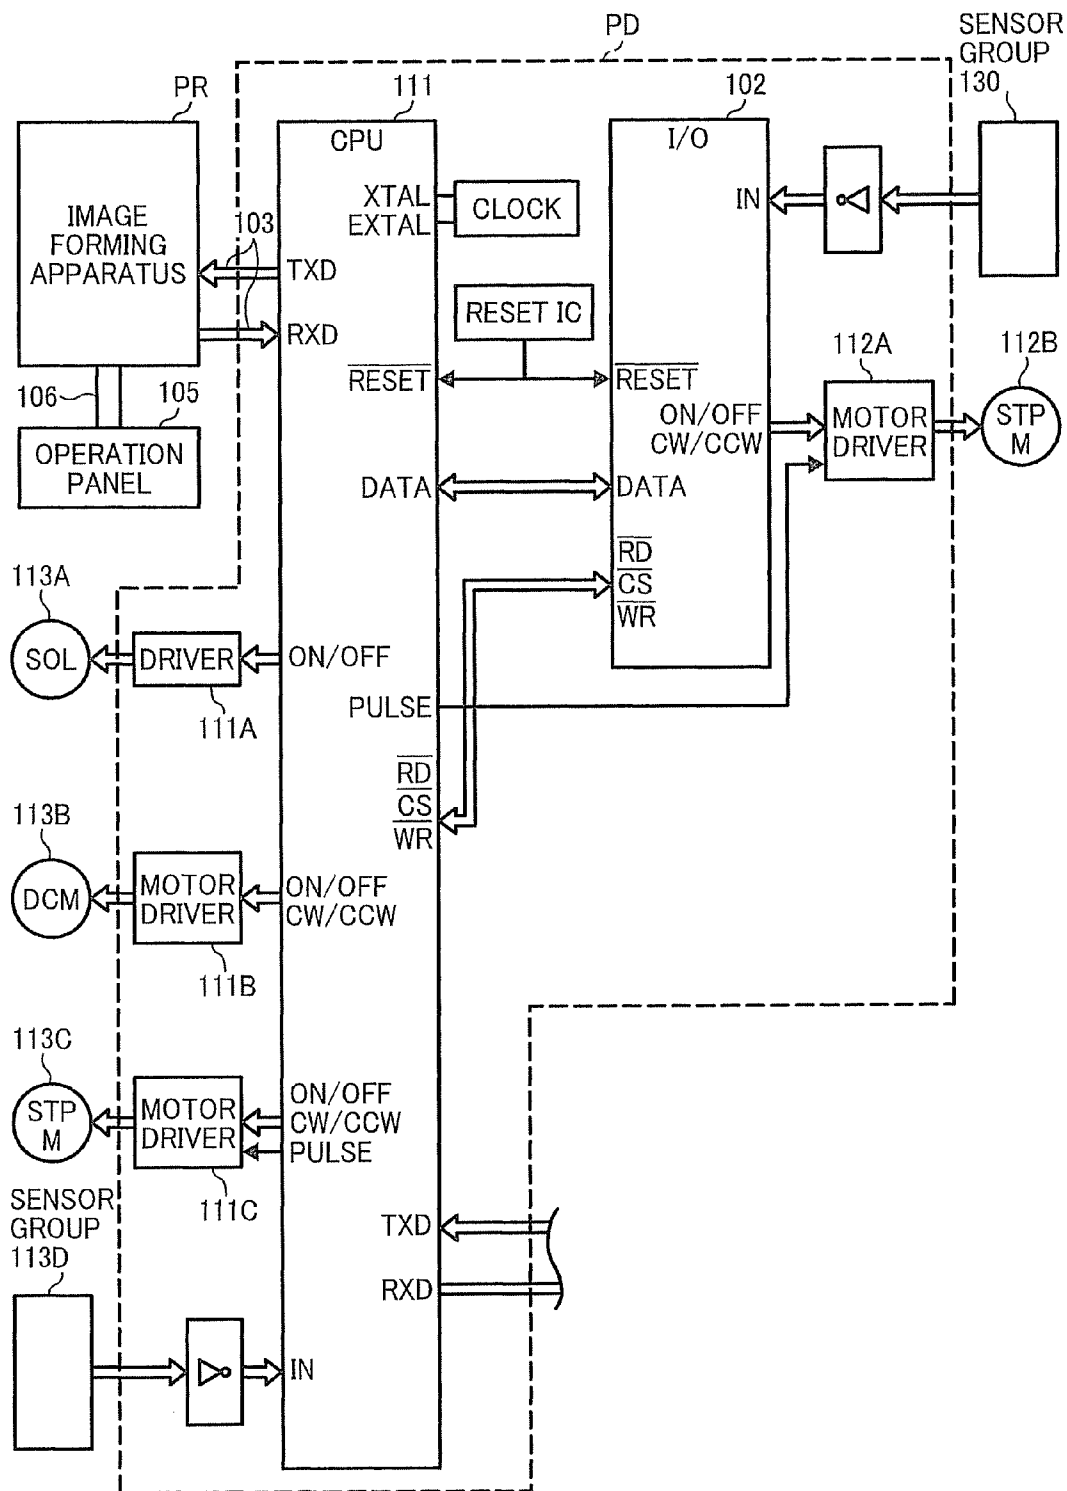 PD
SENSOR
GROUP
130
PR
111
102
CPU
I/O
IMAGE
FORMING
APPARATUS
103
XTAL
EXTAL
CLOCK
IN
TXD
RXD
RESET IC
RESET
RESET
106
105
OPERATION
PANEL
ON/OFF
CW/CCW
112A
MOTOR
DRIVER
112B
STP
M
DATA
DATA
RD
CS
WR
113A
SOL
DRIVER
111A
ON/OFF
PULSE
RD
CS
WR
113B
DCM
MOTOR
DRIVER
111B
ON/OFF
CW/CCW
113C
STP
M
MOTOR
DRIVER
111C
ON/OFF
CW/CCW
PULSE
SENSOR
GROUP
113D
TXD
RXD
IN